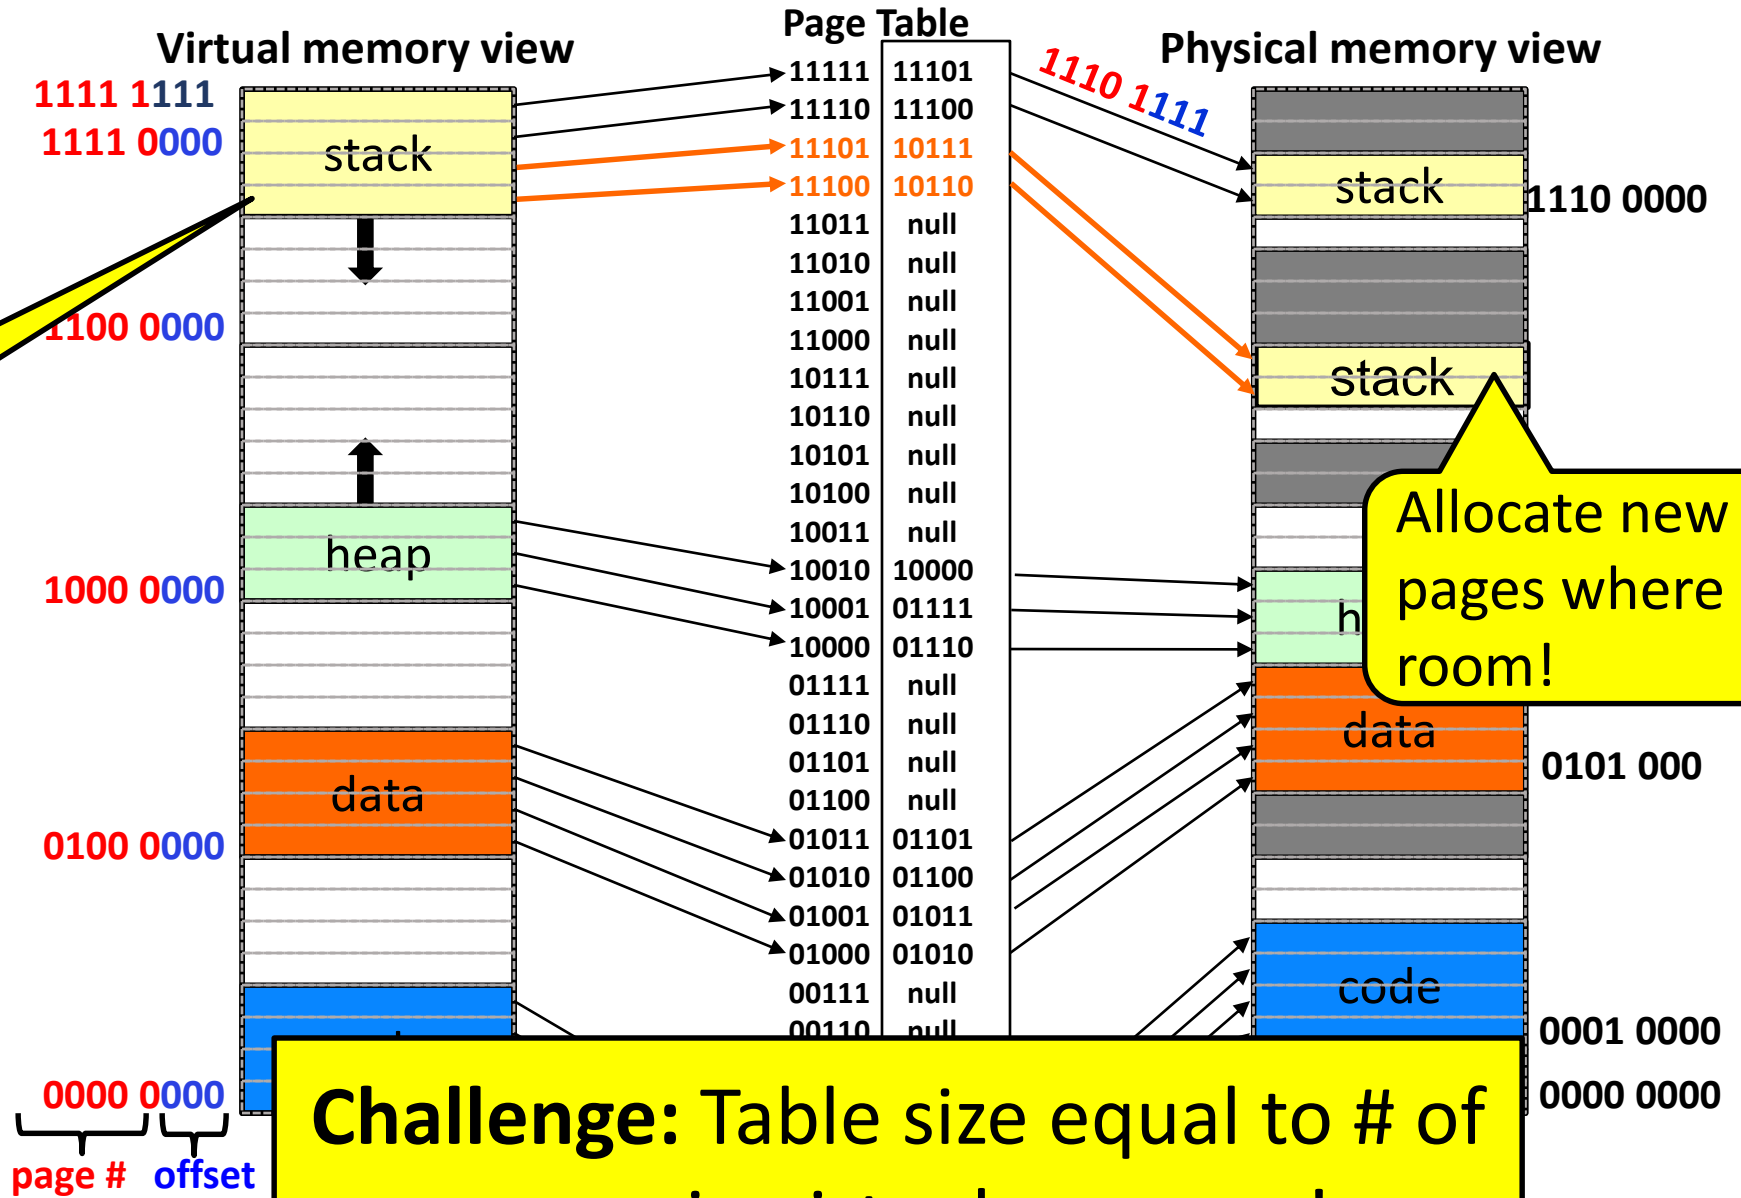 Page Table
Virtual memory view
Physical memory view
1111 1111
1111 0000
1100 0000
1000 0000
0100 0000
0000 0000
page # offset
stack
heap
data
11111 11101
11110 11100
11101 10111
11100 10110
11011 null
11010 null
11001 null
11000 null
10111 null
10110 null
10101 null
10100 null
10011 null
10010 10000
10001 01111
10000 01110
01111 null
01110 null
01101 null
01100 null
01011 01101
01010 01100
01001 01011
01000 01010
00111 null
00110 null
1110 1111
stack
1110 0000
stack
Allocate new
pages where
room!
data
0101 000
code
0001 0000
0000 0000
Challenge: Table size equal to # of